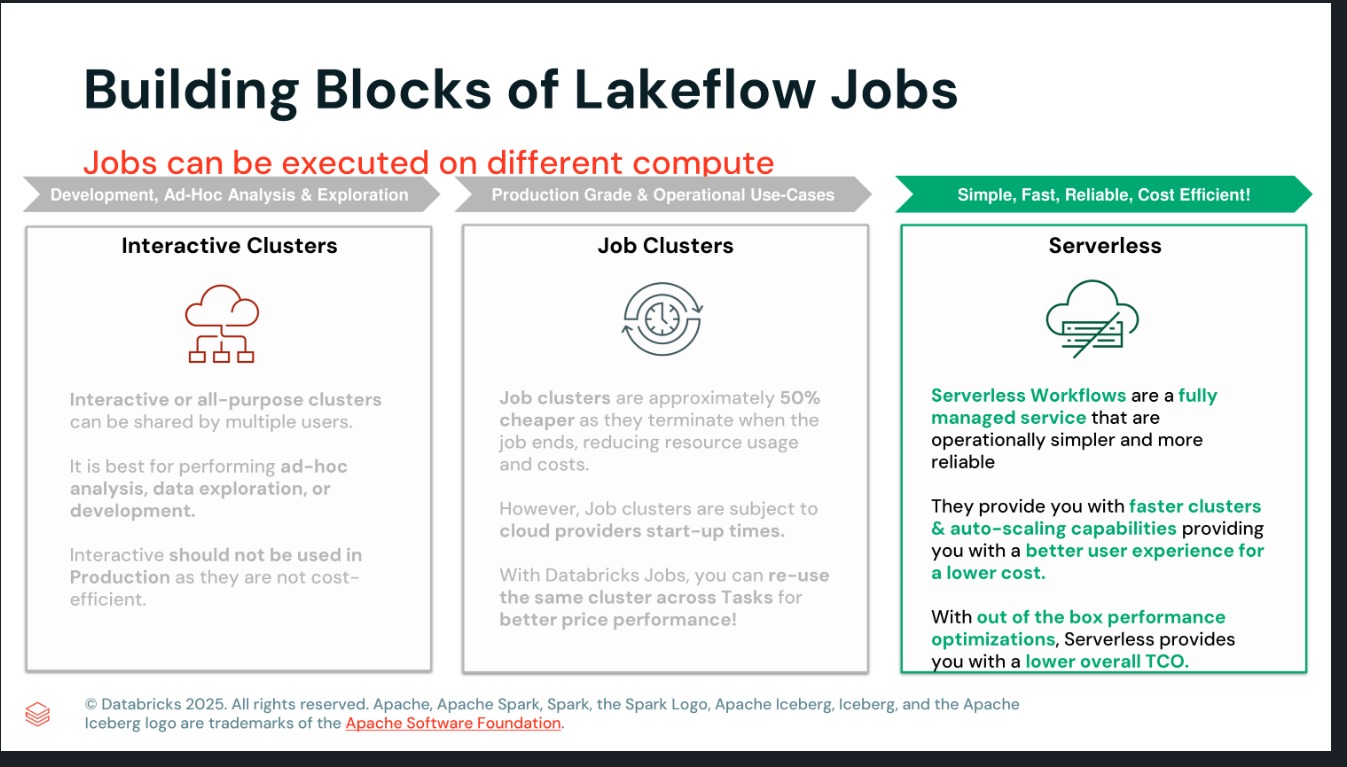 Building Blocks of Lakeflow Jobs
Jobs can be executed on different compute
Development, Ad-Hoc Analysis & Exploration
Interactive Clusters
Interactive or all-purpose clusters
can be shared by multiple users.
It is best for performing ad-hoc
analysis, data exploration, or
development.
Interactive should not be used in
Production as they are not cost-
efficient.
Production Grade & Operational Use-Cases
Job Clusters
Job clusters are approximately 50%
cheaper as they terminate when the
job ends, reducing resource usage
and costs.
However, Job clusters are subject to
cloud providers start-up times.
With Databricks Jobs, you can re-use
the same cluster across Tasks for
better price performance!
Simple, Fast, Reliable, Cost Efficient!
Serverless
Serverless Workflows are a fully
managed service that are
operationally simpler and more
reliable
They provide you with faster clusters
& auto-scaling capabilities providing
you with a better user experience for
a lower cost.
With out of the box performance
optimizations, Serverless provides
you with a lower overall TCO.
© Databricks 2025. All rights reserved. Apache, Apache Spark, Spark, the Spark Logo, Apache Iceberg, Iceberg, and the Apache
Iceberg logo are trademarks of the Apache Software Foundation.